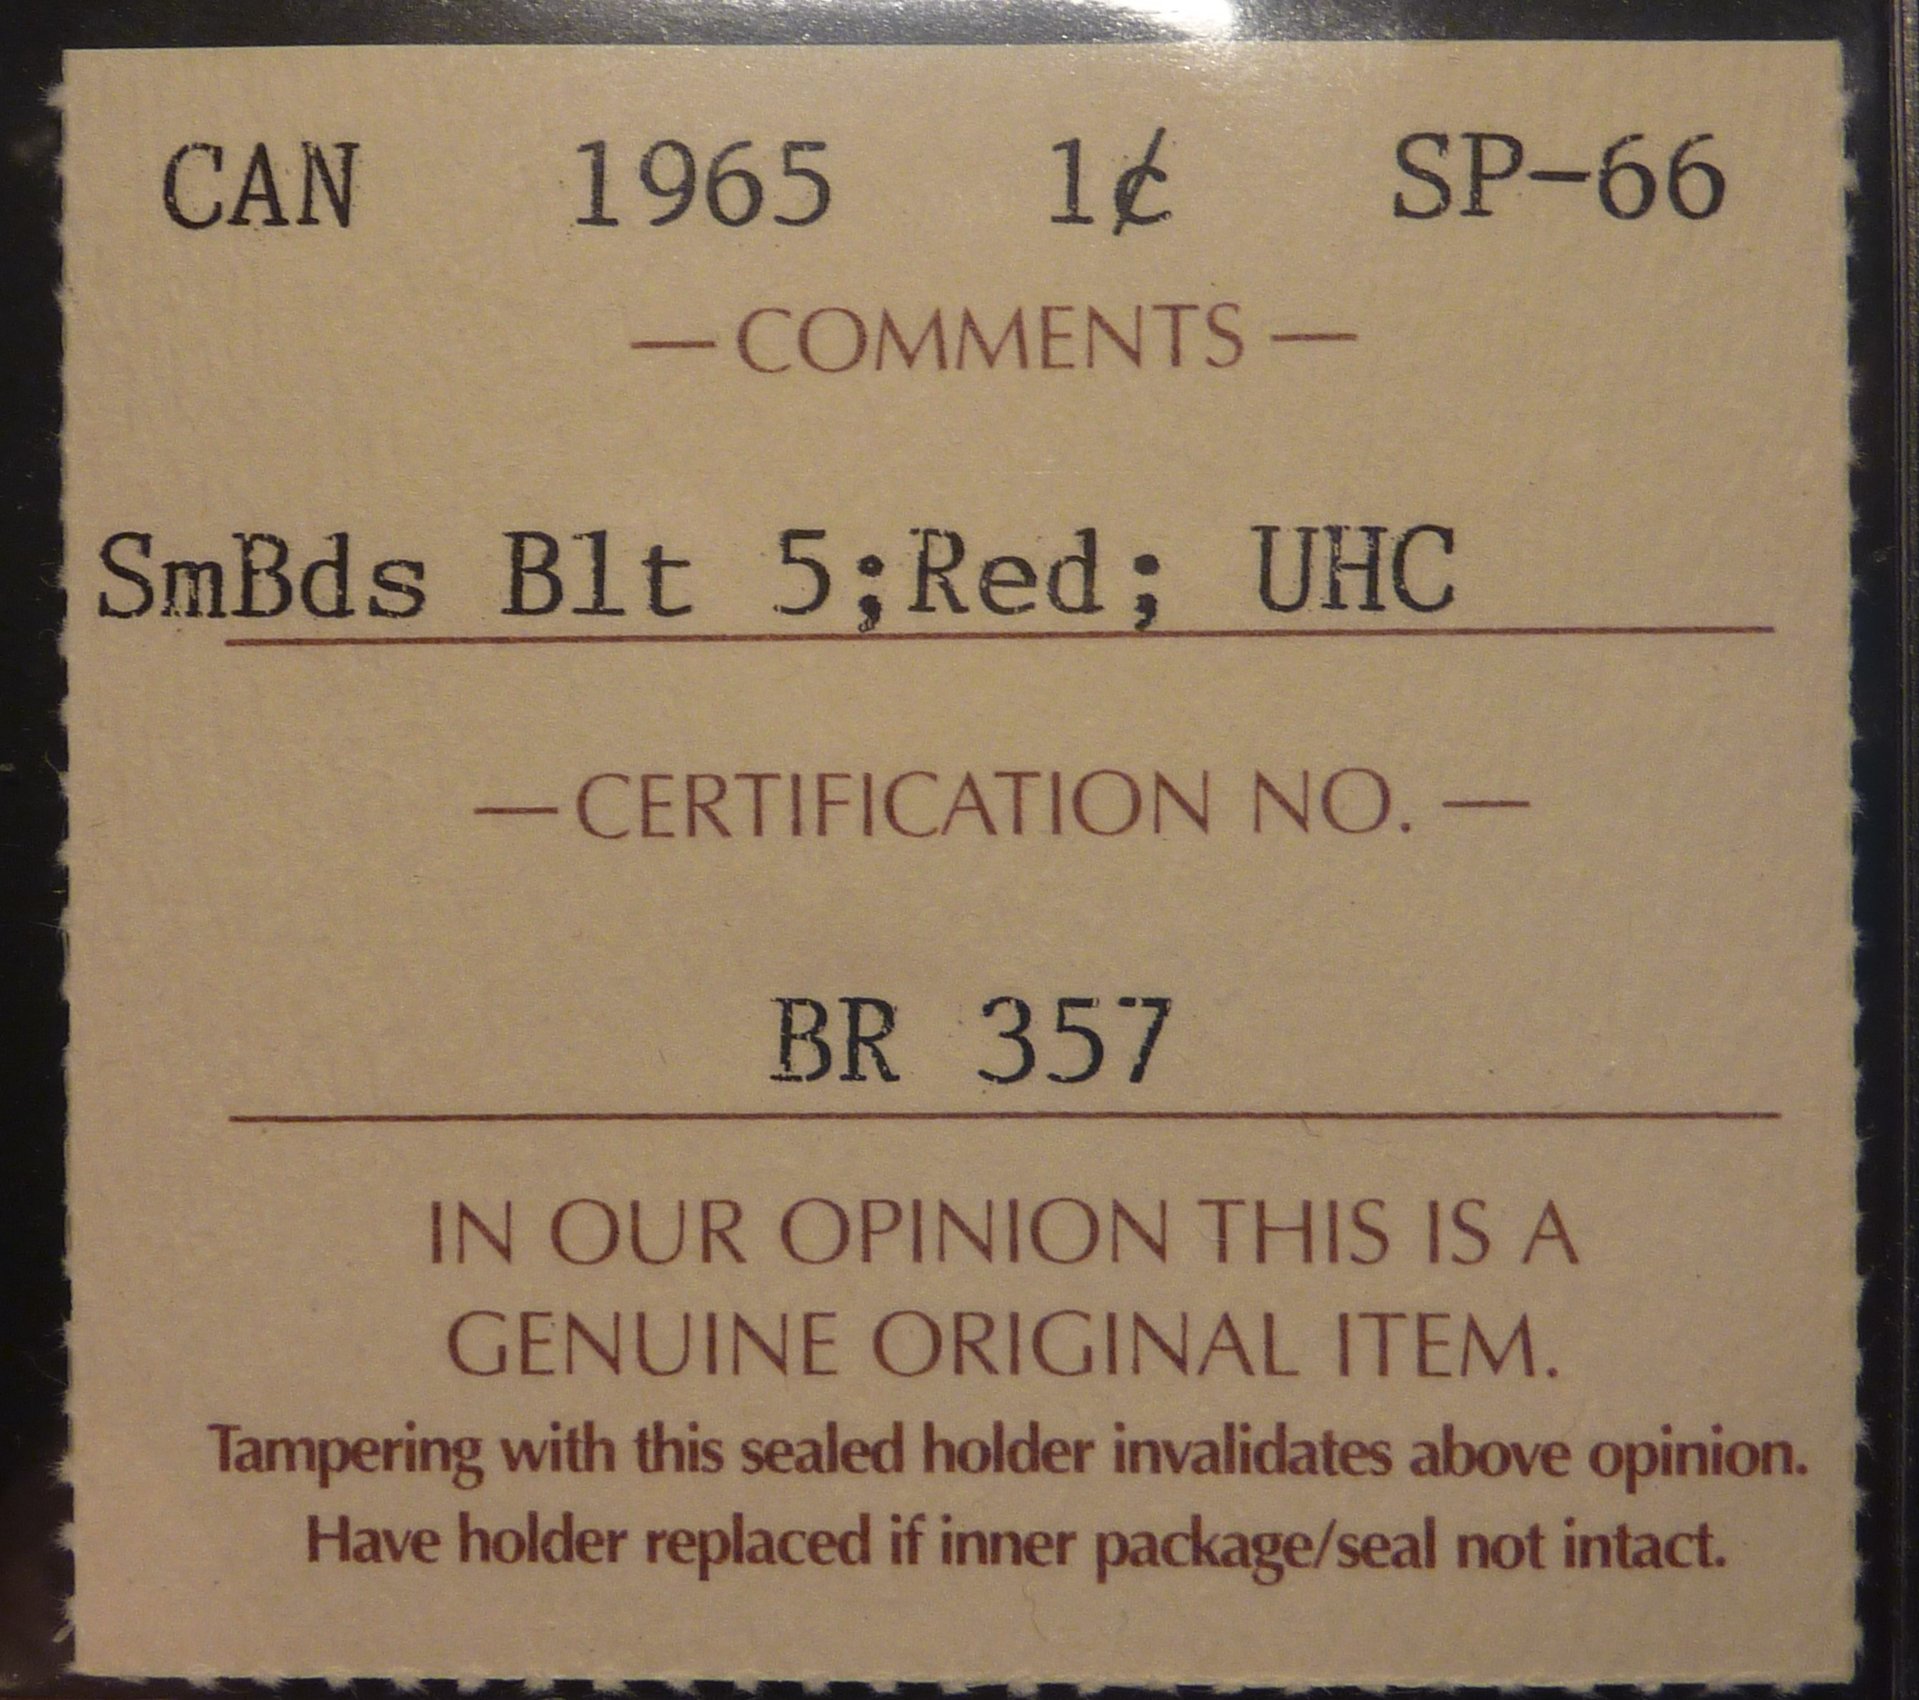 CAN 1965 1¢ SP-66
—COMMENTS—
SmBds Blt 5;Red; UHC
—CERTIFICATION NO.—
BR 357
IN OUR OPINION THIS IS A
GENUINE ORIGINAL ITEM.
Tampering with this sealed holder invalidates above opinion.
Have holder replaced if inner package/seal not intact.